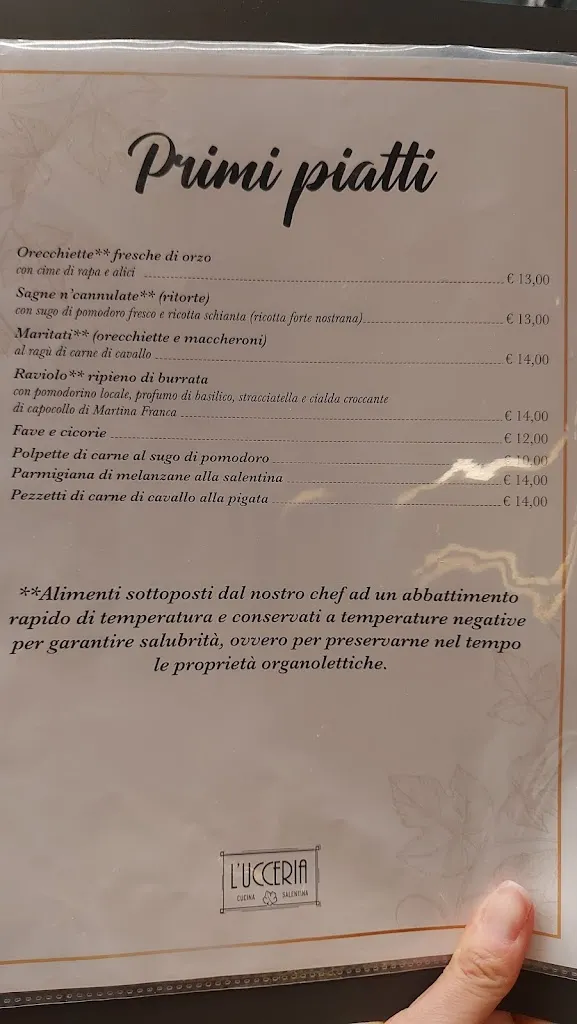 Primi piatti
Orecchiette** fresche di orzo
con cime di rapa e alici € 13,00
Sagne n'cannulate** (ritorte)
con sugo di pomodoro fresco e ricotta schianta (ricotta forte nostrana) € 13,00
Maritati** (orecchiette e maccheroni)
al ragù di carne di cavallo € 14,00
Raviolo** ripieno di burrata
con pomodorino locale, profumo di basilico, stracciatella e cialda croccante
di capocollo di Martina Franca € 14,00
Fave e cicorie € 12,00
Polpette di carne al sugo di pomodoro € 10,00
Parmigiana di melanzane alla salentina € 14,00
Pezzetti di carne di cavallo alla pigata € 14,00
**Alimenti sottoposti dal nostro chef ad un abbattimento
rapido di temperatura e conservati a temperature negative
per garantire salubrità, ovvero per preservarne nel tempo
le proprietà organolettiche.
L'UCCERIA
CUCINA SALENTINA